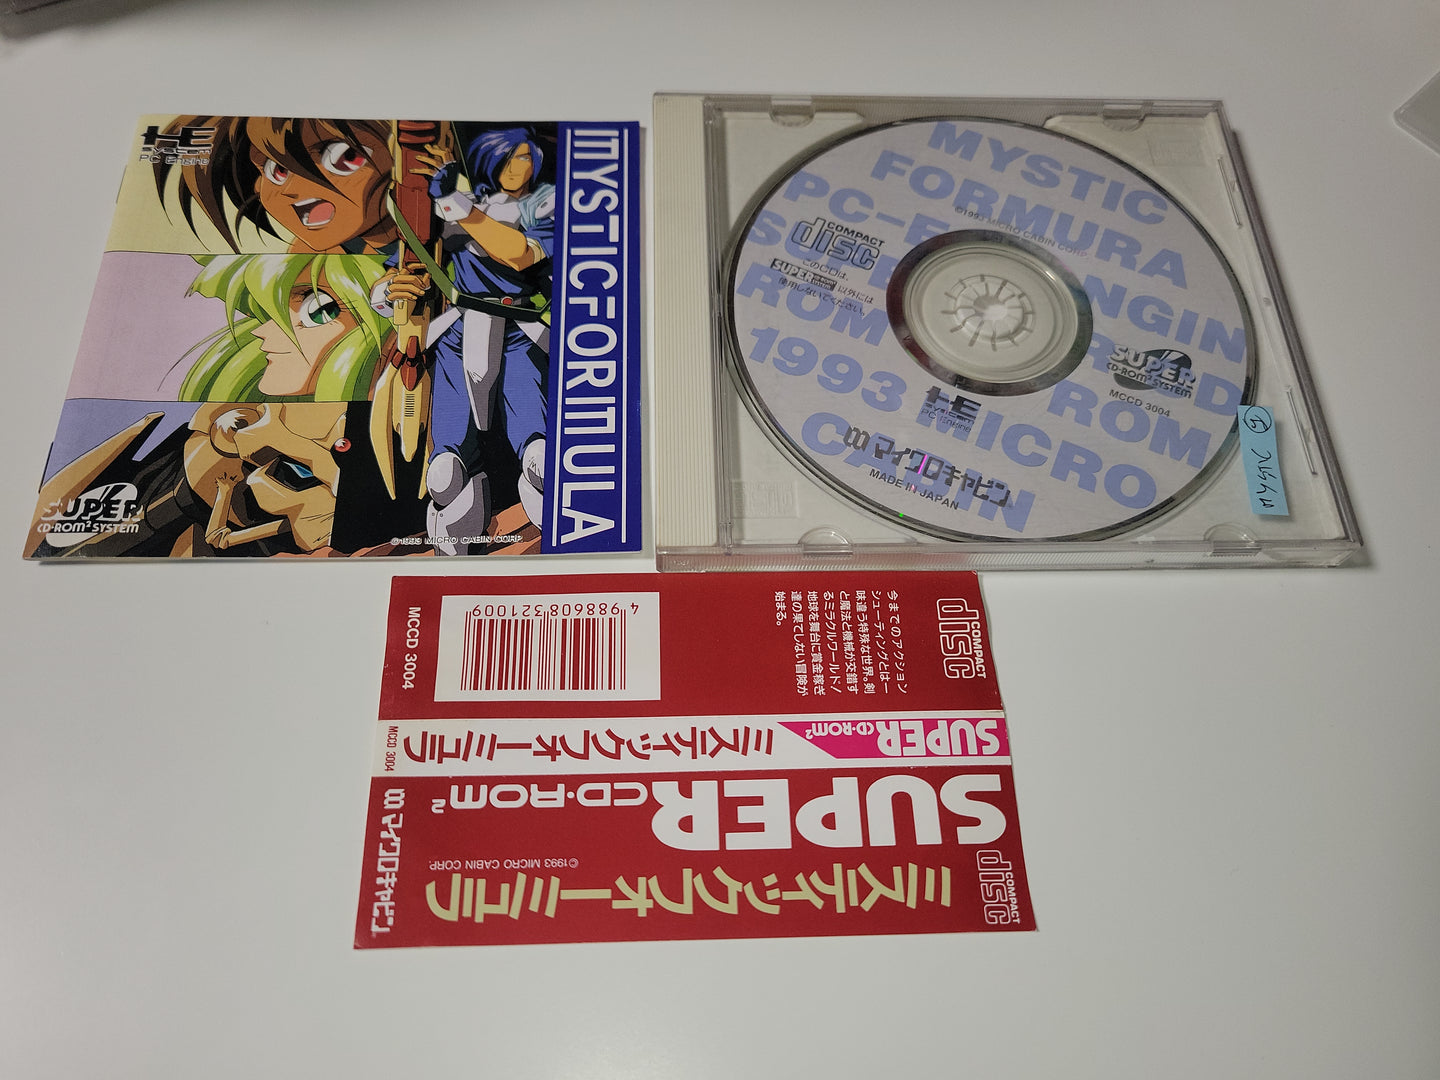 HE
SYSTEM
PC Engine
MYSTIC FORMULA
SUPER
CD-ROM² SYSTEM
©1993 MICRO CABIN CORP
MYSTIC
FORMURA
PC-E NGIN
S
ROM ROM
1993 MICRO
CABIN
©1993 MICRO CABIN CORP.
COMPACT
disc
このCDは、
SUPER 以外には
使用しないでください。
SUPER
CD-ROM² SYSTEM
MCCD 3004
HE
SYSTEM
PC Engine
マイクロキャビン
MADE IN JAPAN
4988608321009
MCCD 3004
今までのアクション
シューティングとは一
味違う特殊な世界。剣
と魔法と機械が交錯す
るミラクルワールド/
地球を舞台に賞金稼ぎ
達の果てしない冒険が
始まる。
COMPACT
disc
SUPER
CD-ROM²
ミスティックフォーミュラ
MCCD 3004
SUPER
CD-ROM²
ミスティックフォーミュラ
©1993 MICRO CABIN CORP.
マイクロキャビン
COMPACT
disc